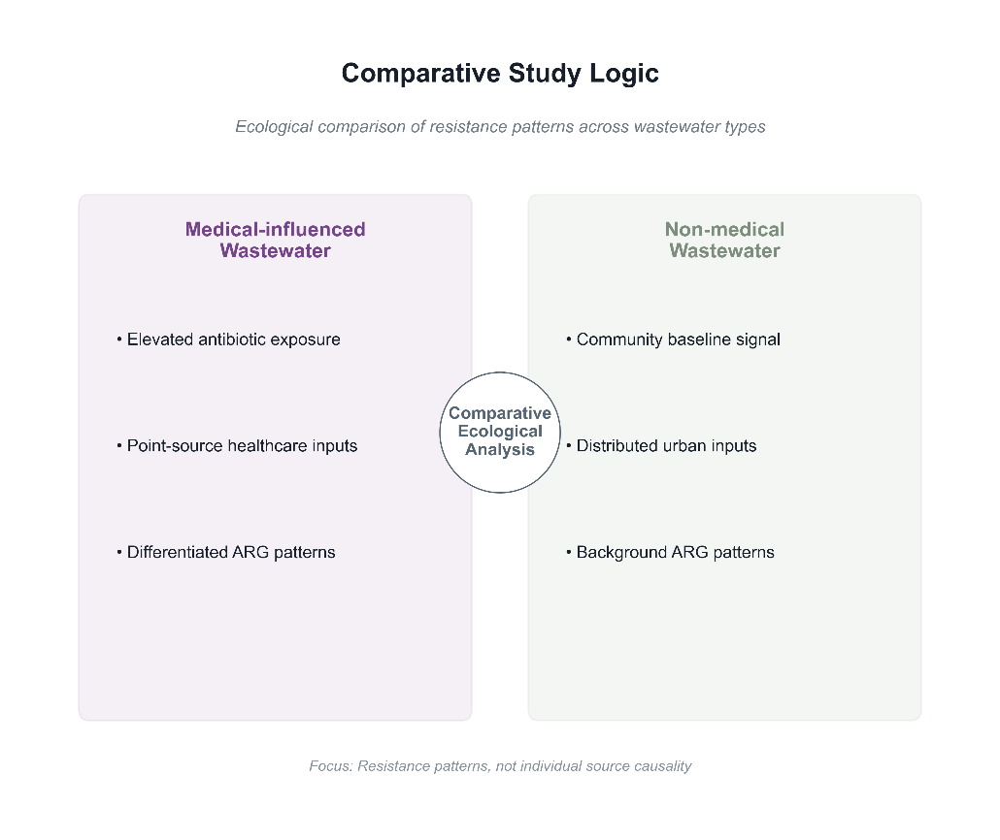 Comparative Study Logic
Ecological comparison of resistance patterns across wastewater types
Medical-influenced
Wastewater
• Elevated antibiotic exposure
• Point-source healthcare inputs
• Differentiated ARG patterns
Comparative
Ecological
Analysis
Non-medical
Wastewater
• Community baseline signal
• Distributed urban inputs
• Background ARG patterns
Focus: Resistance patterns, not individual source causality